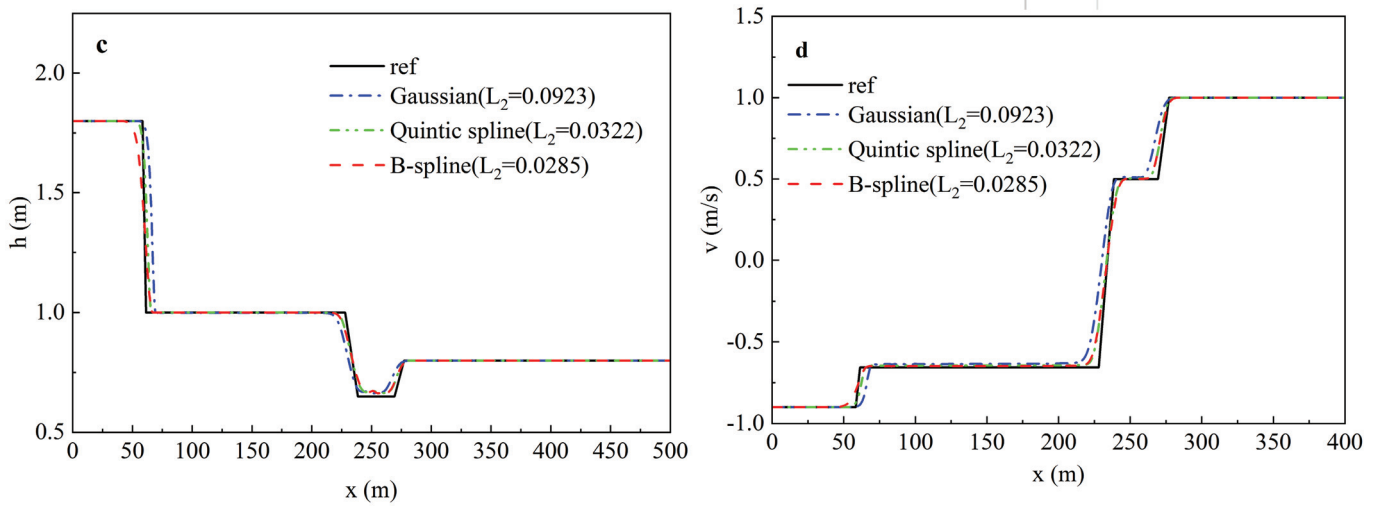 c
ref
Gaussian(L₂=0.0923)
Quintic spline(L₂=0.0322)
B-spline(L₂=0.0285)
2.0
1.5
1.0
0.5
h (m)
0 50 100 150 200 250 300 350 400 450 500
x (m)
d
ref
Gaussian(L₂=0.0923)
Quintic spline(L₂=0.0322)
B-spline(L₂=0.0285)
1.5
1.0
0.5
0.0
-0.5
-1.0
v (m/s)
0 50 100 150 200 250 300 350 400
x (m)